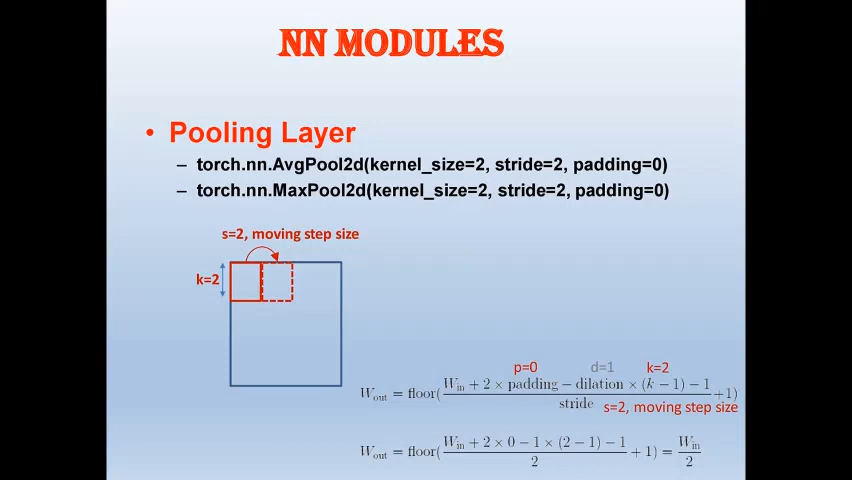 NN MODULES
• Pooling Layer
– torch.nn.AvgPool2d(kernel_size=2, stride=2, padding=0)
– torch.nn.MaxPool2d(kernel_size=2, stride=2, padding=0)
s=2, moving step size
k=2
p=0 d=1 k=2
W_out = floor((W_in + 2 × padding − dilation × (k − 1) − 1)/stride + 1)
s=2, moving step size
W_out = floor((W_in + 2 × 0 − 1 × (2 − 1) − 1)/2 + 1) = W_in/2